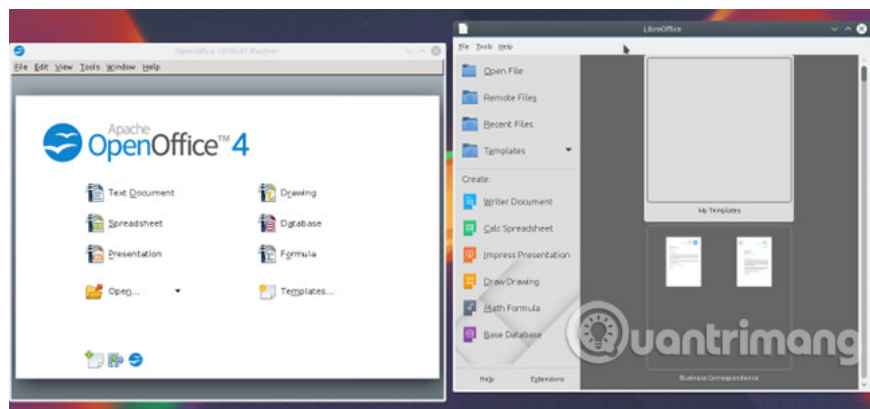 File Edit View Tools Window Help
Apache
OpenOffice™ 4
Text Document
Drawing
Spreadsheet
Database
Presentation
Formula
Open...
Templates...
LibreOffice
File Tools Help
Open File
Remote Files
Recent Files
Templates
Create:
Writer Document
Calc Spreadsheet
Impress Presentation
Draw Drawing
Math Formula
Base Database
Help Extensions
My Templates
Business Correspondence
Quantrimang